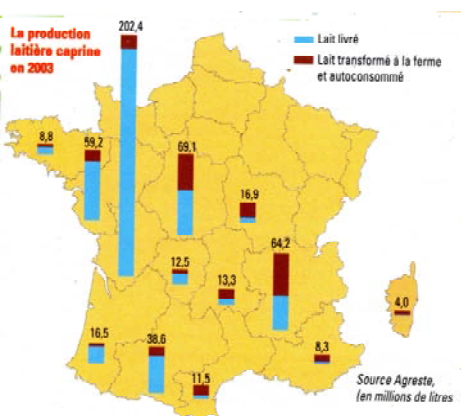 La production
laitière caprine
en 2003
202,4
Lait livré
Lait transformé à la ferme
et autoconsommé
8,8
59,2
69,1
16,9
64,2
12,5
13,3
4,0
16,5
38,6
11,5
8,3
Source Agreste,
(en millions de litres